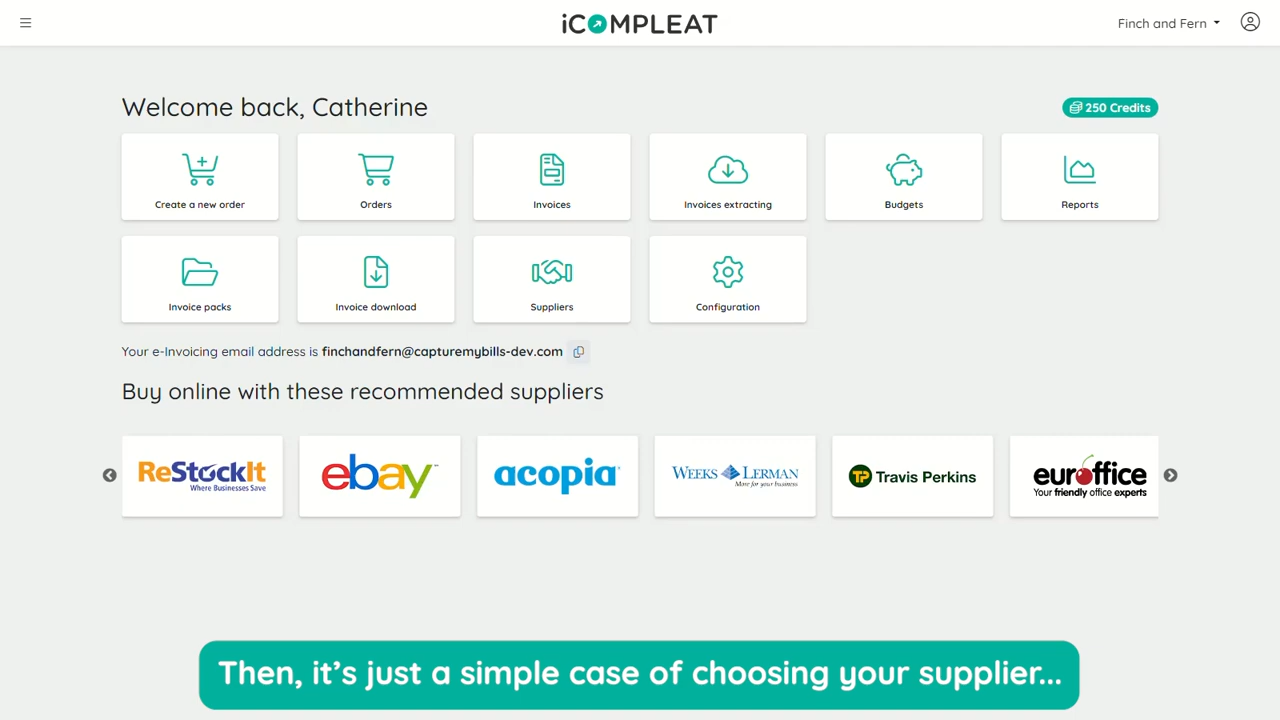 iCOMPLEAT
Finch and Fern
Welcome back, Catherine
250 Credits
Create a new order
Orders
Invoices
Invoices extracting
Budgets
Reports
Invoice packs
Invoice download
Suppliers
Configuration
Your e-Invoicing email address is finchandfern@capturemybills-dev.com
Buy online with these recommended suppliers
ReStockIt
Where Businesses Save
ebay™
acopia
WEEKS LERMAN
More for your business
TP Travis Perkins
euroffice
Your friendly office experts
Then, it's just a simple case of choosing your supplier...